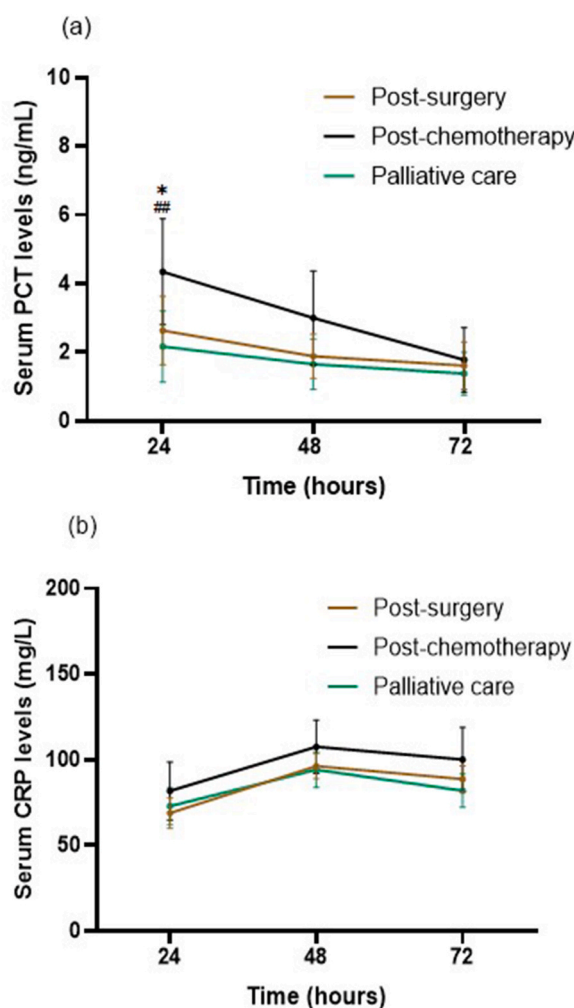 (a)
10
8
6
4
2
0
Serum PCT levels (ng/mL)
Post-surgery
Post-chemotherapy
Palliative care
*
##
24 48 72
Time (hours)
(b)
200
150
100
50
0
Serum CRP levels (mg/L)
Post-surgery
Post-chemotherapy
Palliative care
24 48 72
Time (hours)